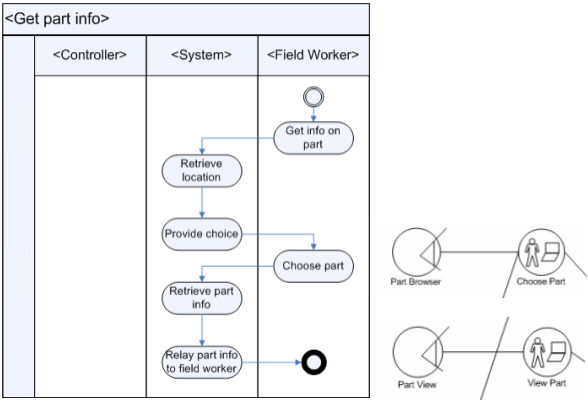 <Get part info>
<Controller>
<System>
<Field Worker>
Get info on
part
Retrieve
location
Provide choice
Choose part
Retrieve part
info
Relay part info
to field worker
Part Browser
Choose Part
Part View
View Part